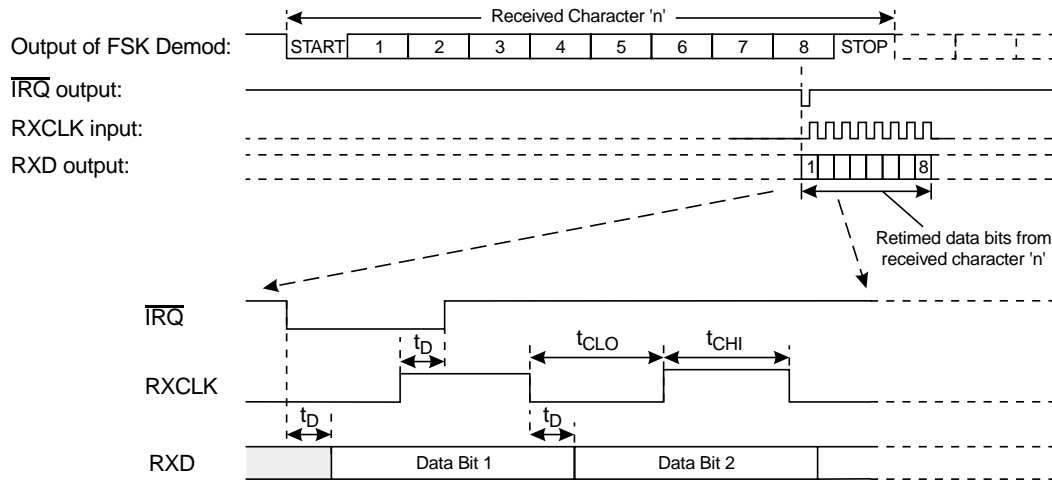 Received Character 'n'
Output of FSK Demod: START 1 2 3 4 5 6 7 8 STOP
IRQ output:
RXCLK input:
RXD output: 1 8
Retimed data bits from
received character 'n'
IRQ
tD tCLO tCHI
RXCLK
tD tD
RXD Data Bit 1 Data Bit 2